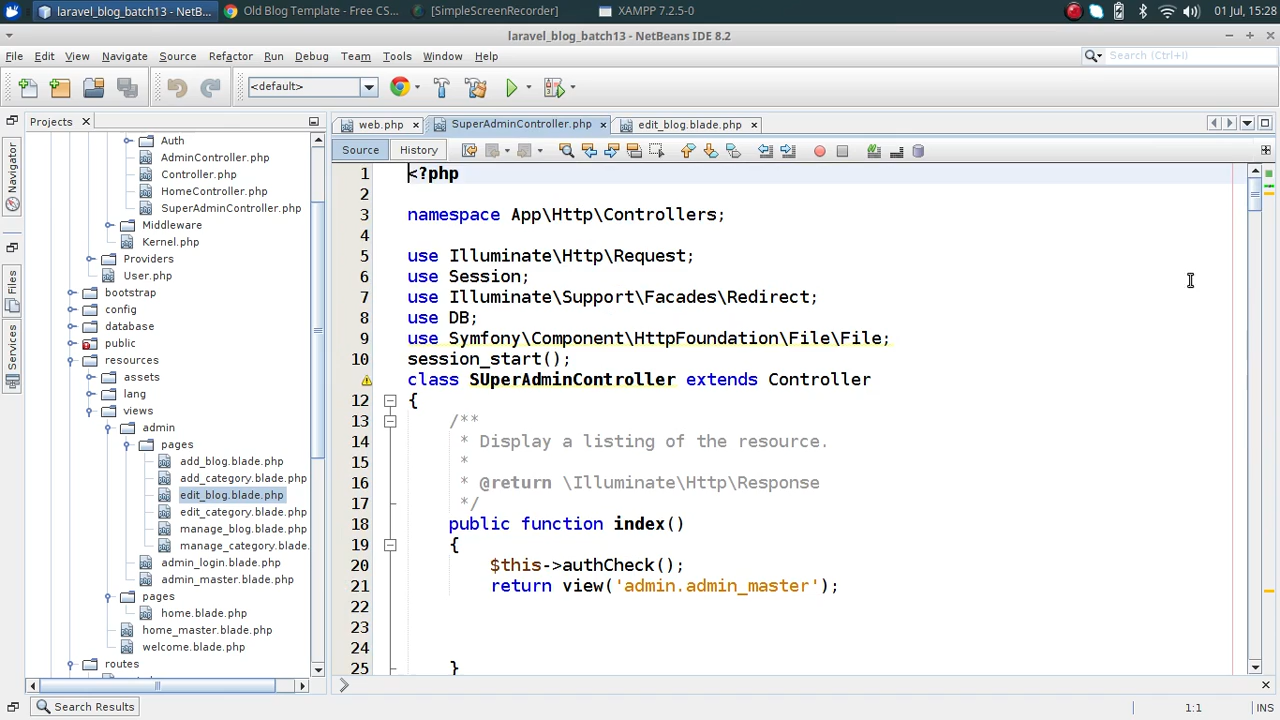 laravel_blog_batch13 - NetB...
Old Blog Template - Free CS...
[SimpleScreenRecorder]
XAMPP 7.2.5-0
01 Jul, 15:28
laravel_blog_batch13 - NetBeans IDE 8.2
File Edit View Navigate Source Refactor Run Debug Team Tools Window Help
Search (Ctrl+I)
<default>
Projects
web.php
SuperAdminController.php
edit_blog.blade.php
Source History
Navigator
Files
Services
Auth
AdminController.php
Controller.php
HomeController.php
SuperAdminController.php
Middleware
Kernel.php
Providers
User.php
bootstrap
config
database
public
resources
assets
lang
views
admin
pages
add_blog.blade.php
add_category.blade.php
edit_blog.blade.php
edit_category.blade.php
manage_blog.blade.php
manage_category.blade.
admin_login.blade.php
admin_master.blade.php
pages
home.blade.php
home_master.blade.php
welcome.blade.php
routes
1 <?php
2
3 namespace App\Http\Controllers;
4
5 use Illuminate\Http\Request;
6 use Session;
7 use Illuminate\Support\Facades\Redirect;
8 use DB;
9 use Symfony\Component\HttpFoundation\File\File;
10 session_start();
class SUperAdminController extends Controller
12 {
13 /**
14 * Display a listing of the resource.
15 *
16 * @return \Illuminate\Http\Response
17 */
18 public function index()
19 {
20 $this->authCheck();
21 return view('admin.admin_master');
22
23
24
25 }
Search Results
1:1
INS